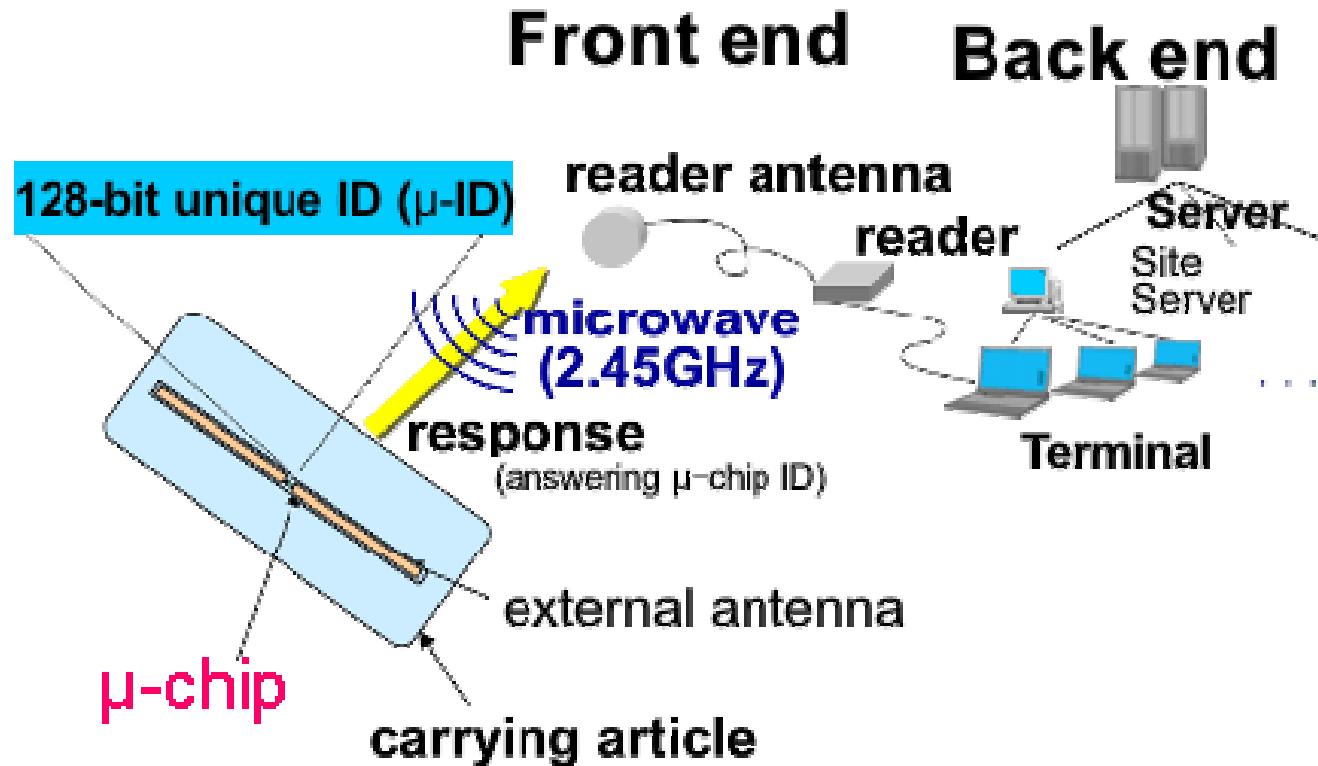 Front end
Back end
128-bit unique ID (μ-ID)
reader antenna
reader
Server
Site
Server
microwave
(2.45GHz)
response
(answering μ-chip ID)
Terminal
external antenna
μ-chip
carrying article